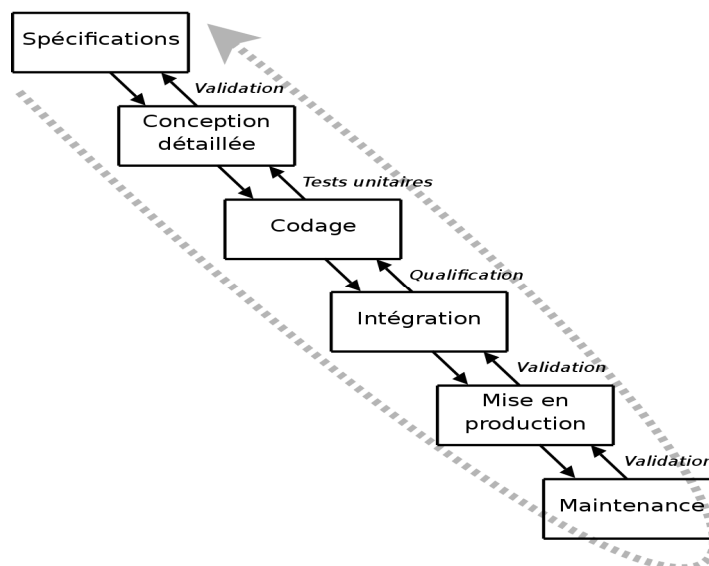 Spécifications
Validation
Conception
détaillée
Tests unitaires
Codage
Qualification
Intégration
Validation
Mise en
production
Validation
Maintenance